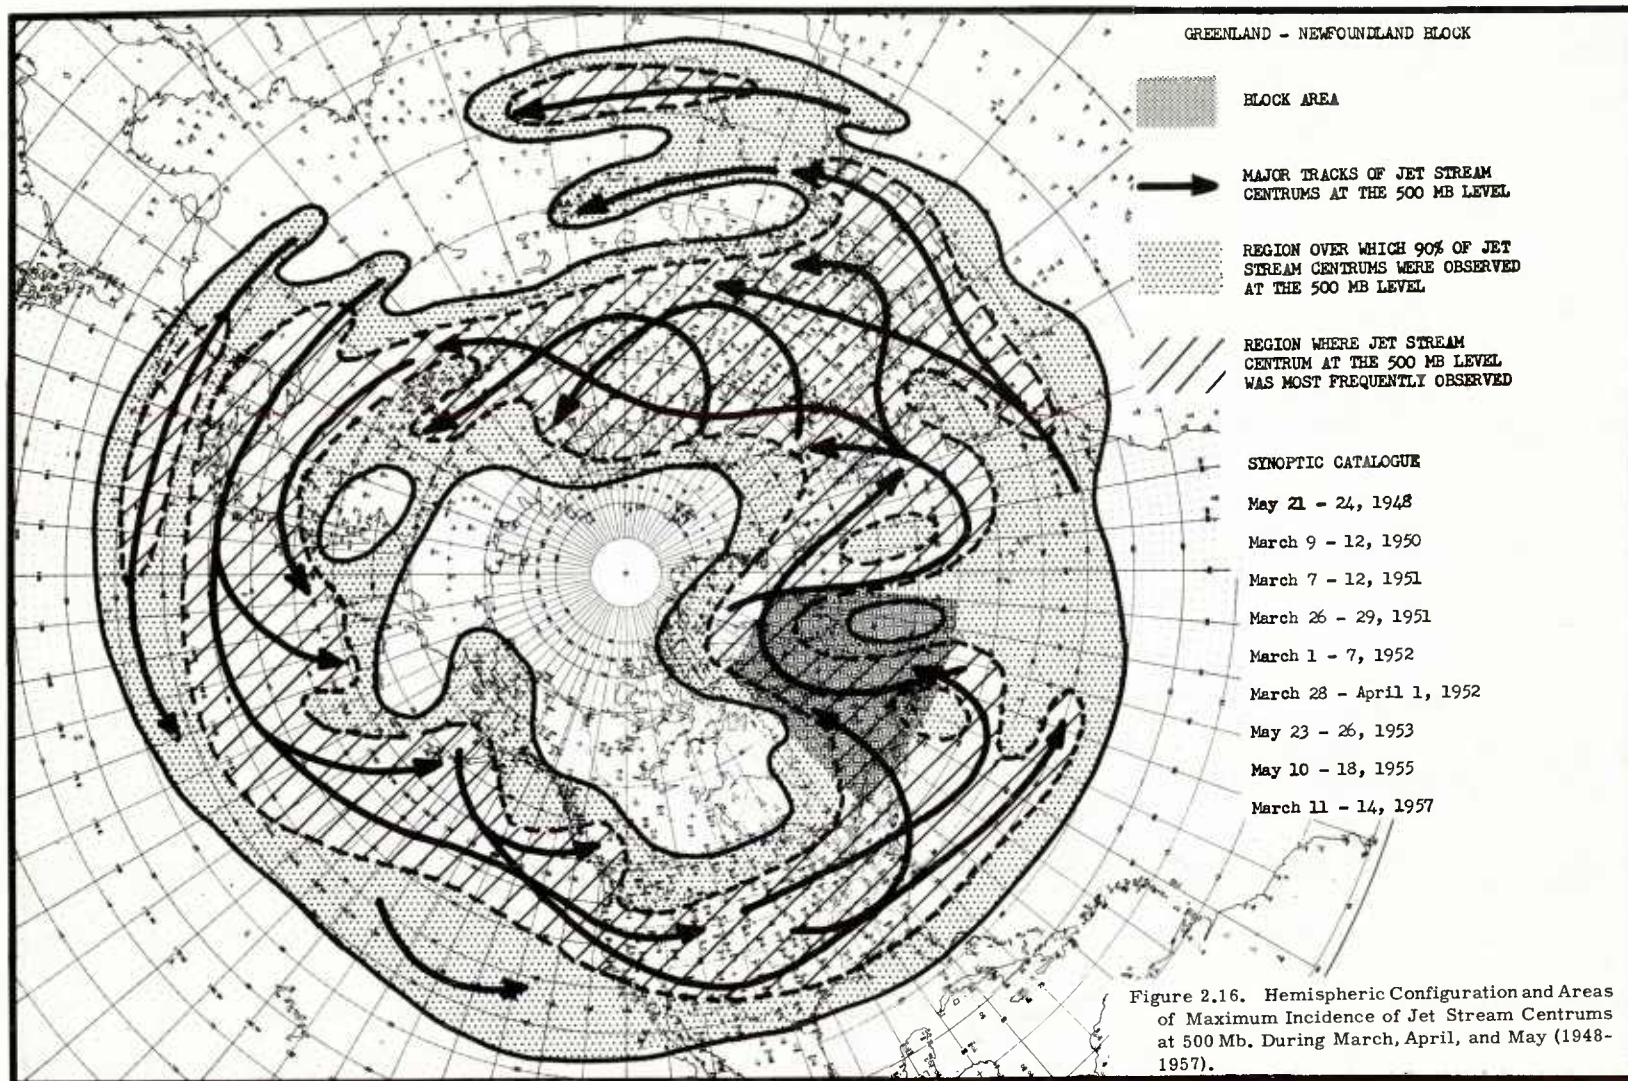 GREENLAND - NEWFOUNDLAND BLOCK
BLOCK AREA
MAJOR TRACKS OF JET STREAM
CENTRUMS AT THE 500 MB LEVEL
REGION OVER WHICH 90% OF JET
STREAM CENTRUMS WERE OBSERVED
AT THE 500 MB LEVEL
REGION WHERE JET STREAM
CENTRUM AT THE 500 MB LEVEL
WAS MOST FREQUENTLY OBSERVED
SYNOPTIC CATALOGUE
May 21 - 24, 1948
March 9 - 12, 1950
March 7 - 12, 1951
March 26 - 29, 1951
March 1 - 7, 1952
March 28 - April 1, 1952
May 23 - 26, 1953
May 10 - 18, 1955
March 11 - 14, 1957
Figure 2.16. Hemispheric Configuration and Areas
of Maximum Incidence of Jet Stream Centrums
at 500 Mb. During March, April, and May (1948-
1957).